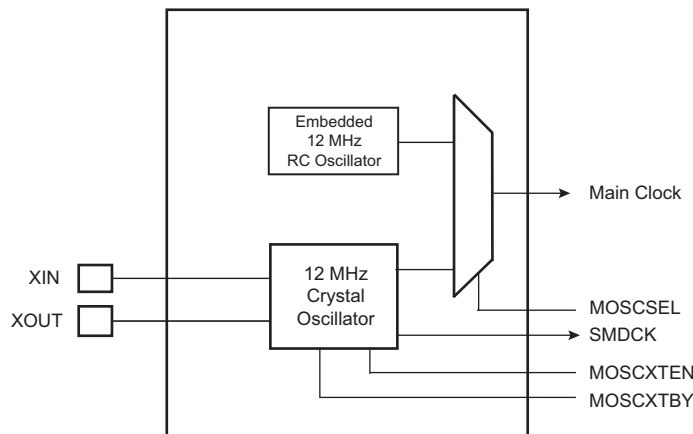 Embedded
12 MHz
RC Oscillator
Main Clock
XIN
XOUT
12 MHz
Crystal
Oscillator
MOSCSEL
SMDCK
MOSCXTEN
MOSCXTBY